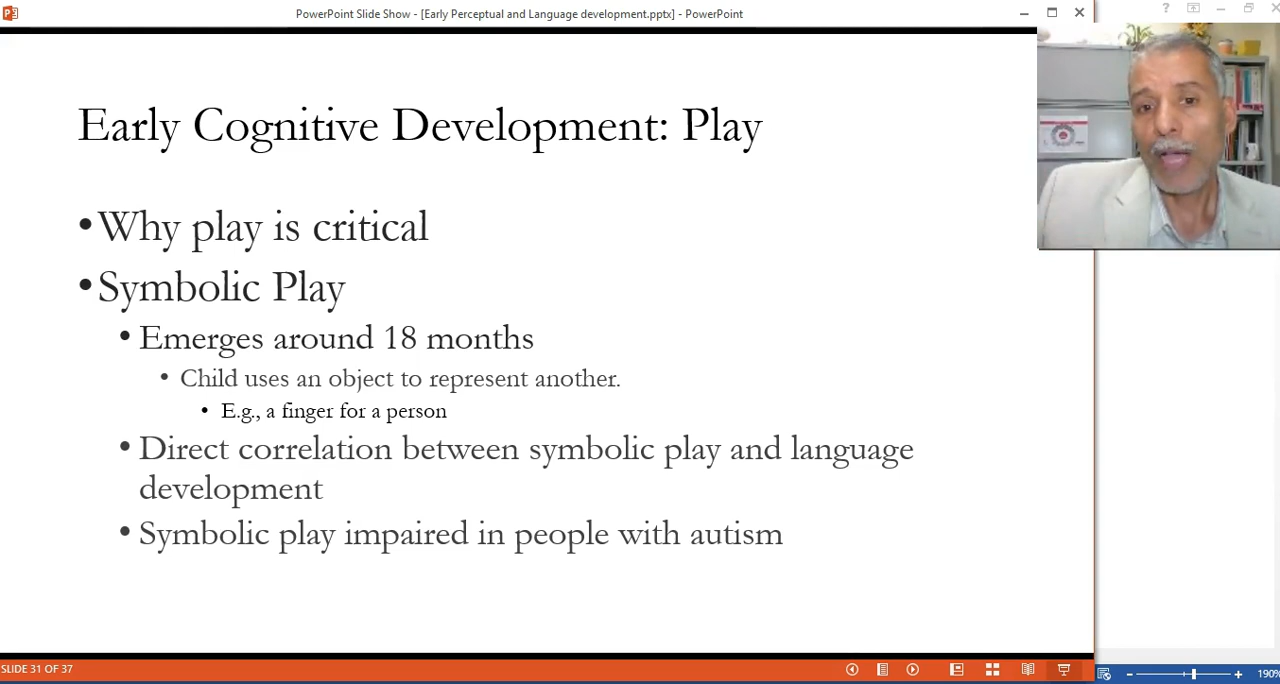 PowerPoint Slide Show - [Early Perceptual and Language development.pptx] - PowerPoint
Early Cognitive Development: Play
•Why play is critical
•Symbolic Play
• Emerges around 18 months
• Child uses an object to represent another.
• E.g., a finger for a person
• Direct correlation between symbolic play and language
development
• Symbolic play impaired in people with autism
SLIDE 31 OF 37
190%